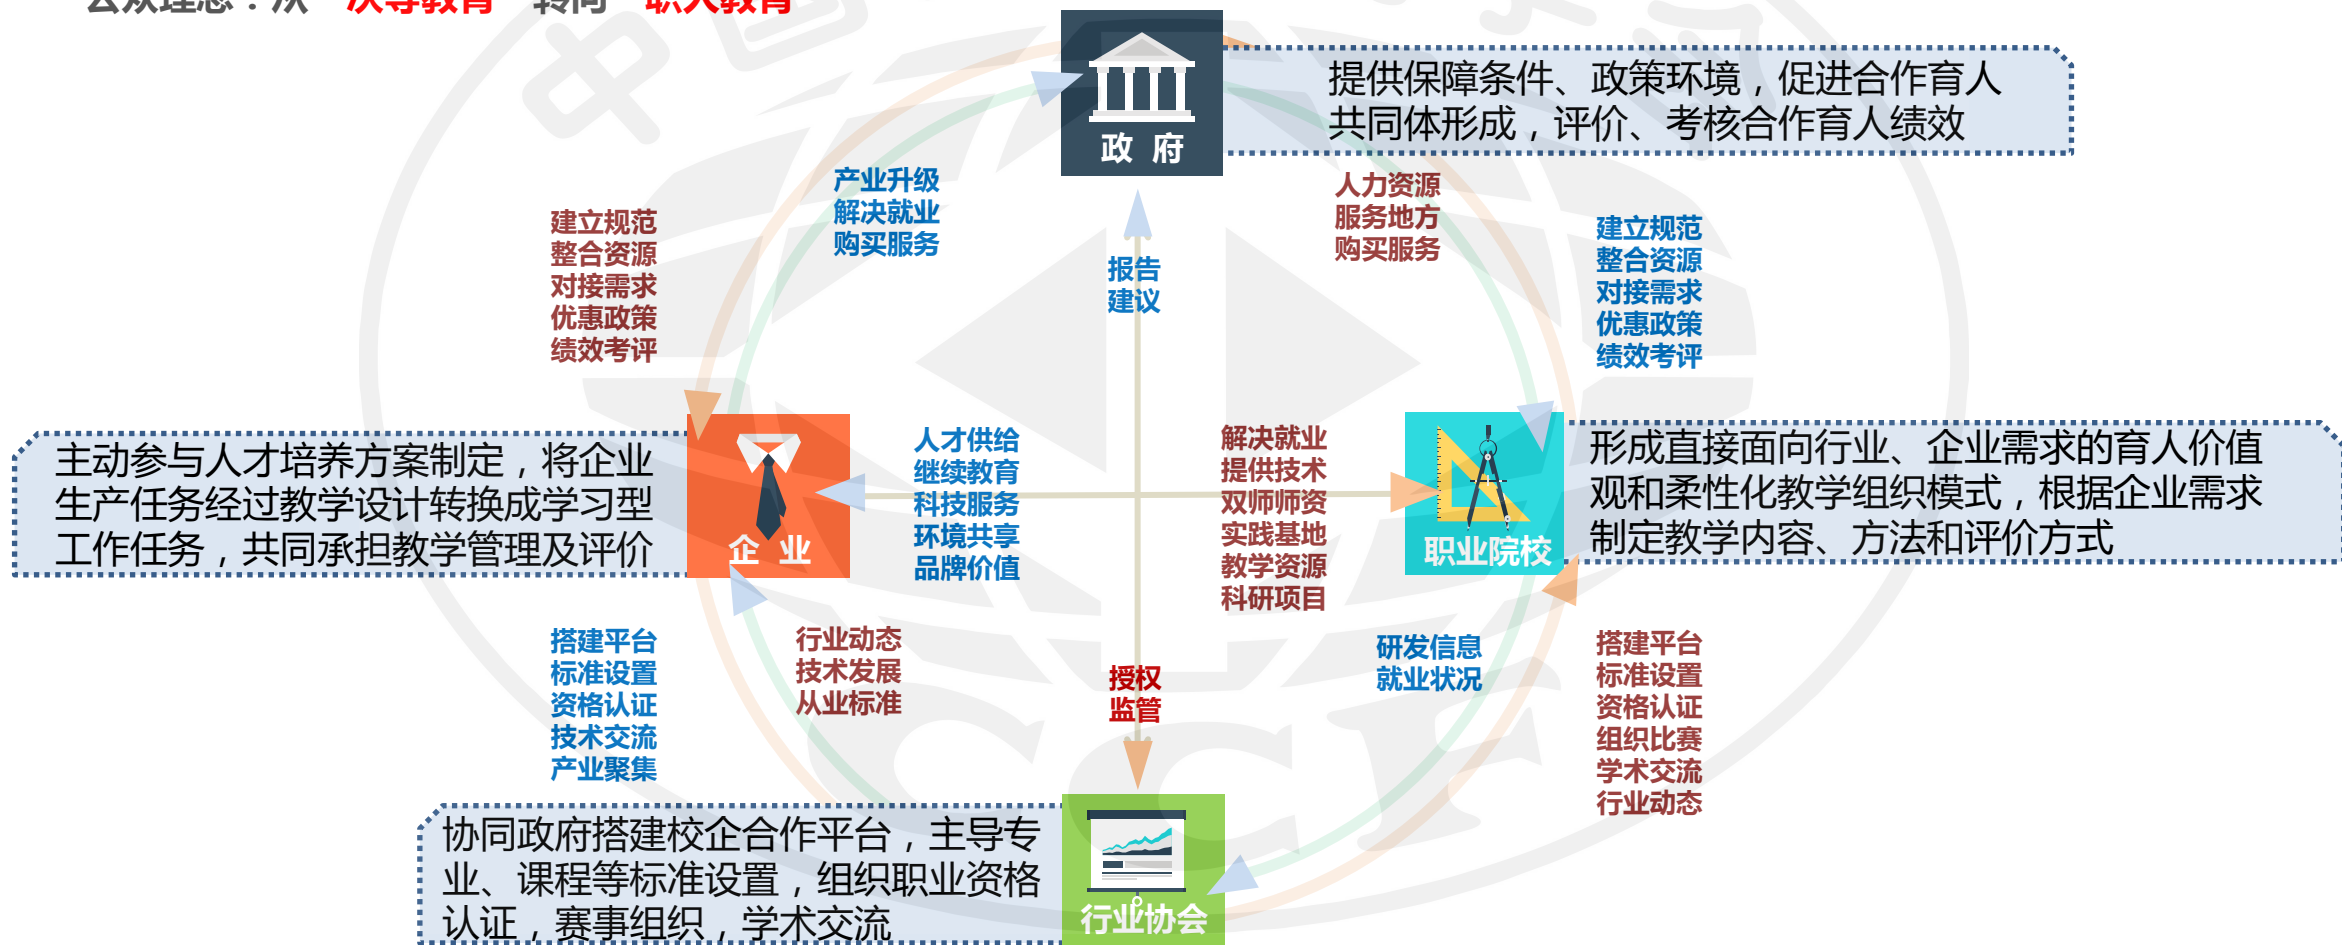 公众理念：从 次等教育 转向 职人教育
政 府
提供保障条件、政策环境，促进合作育人
共同体形成，评价、考核合作育人绩效
产业升级
解决就业
购买服务
人力资源
服务地方
购买服务
建立规范
整合资源
对接需求
优惠政策
绩效考评
建立规范
整合资源
对接需求
优惠政策
绩效考评
报告
建议
主动参与人才培养方案制定，将企业
生产任务经过教学设计转换成学习型
工作任务，共同承担教学管理及评价
企 业
人才供给
继续教育
科技服务
环境共享
品牌价值
解决就业
提供技术
双师师资
实践基地
教学资源
科研项目
职业院校
形成直接面向行业、企业需求的育人价值
观和柔性化教学组织模式，根据企业需求
制定教学内容、方法和评价方式
搭建平台
标准设置
资格认证
技术交流
产业聚集
行业动态
技术发展
从业标准
授权
监管
研发信息
就业状况
搭建平台
标准设置
资格认证
组织比赛
学术交流
行业动态
协同政府搭建校企合作平台，主导专
业、课程等标准设置，组织职业资格
认证，赛事组织，学术交流
行业协会
CCF